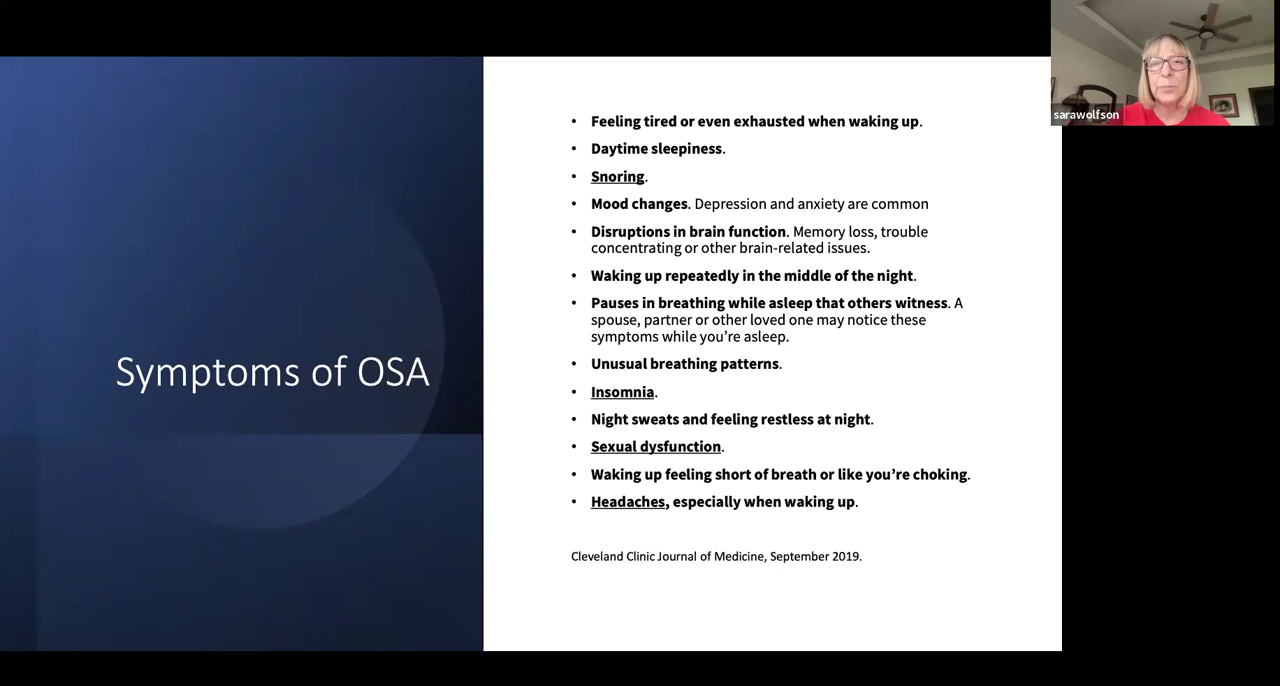 Symptoms of OSA
• Feeling tired or even exhausted when waking up.
• Daytime sleepiness.
• Snoring.
• Mood changes. Depression and anxiety are common
• Disruptions in brain function. Memory loss, trouble
concentrating or other brain-related issues.
• Waking up repeatedly in the middle of the night.
• Pauses in breathing while asleep that others witness. A
spouse, partner or other loved one may notice these
symptoms while you’re asleep.
• Unusual breathing patterns.
• Insomnia.
• Night sweats and feeling restless at night.
• Sexual dysfunction.
• Waking up feeling short of breath or like you’re choking.
• Headaches, especially when waking up.
Cleveland Clinic Journal of Medicine, September 2019.
sarawolfson